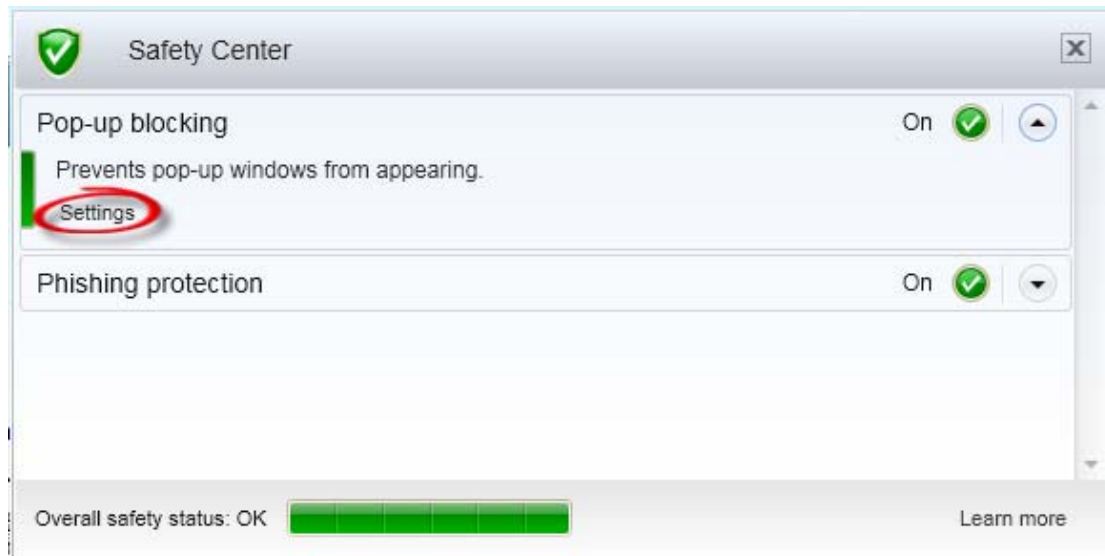 Safety Center
Pop-up blocking On
Prevents pop-up windows from appearing.
Settings
Phishing protection On
Overall safety status: OK Learn more